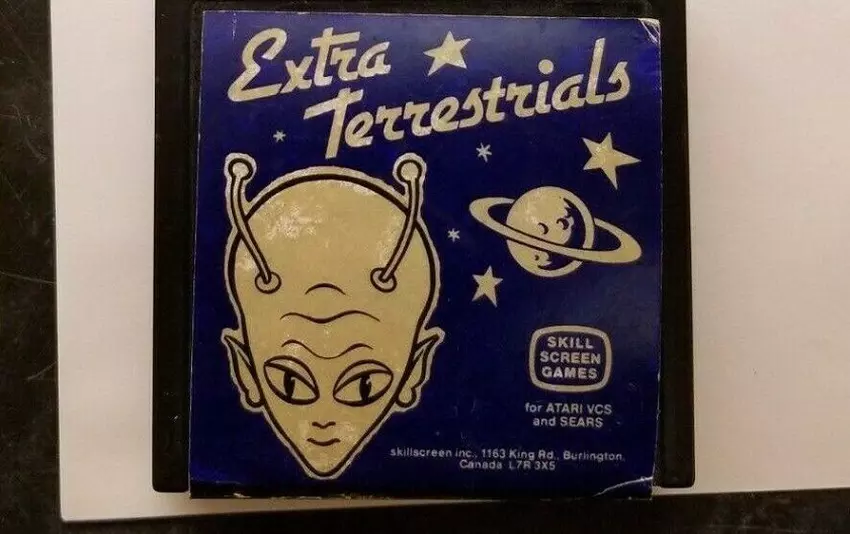 Extra
Terrestrials
SKILL
SCREEN
GAMES
for ATARI VCS
and SEARS
skillscreen inc., 1163 King Rd., Burlington,
Canada L7R 3X5